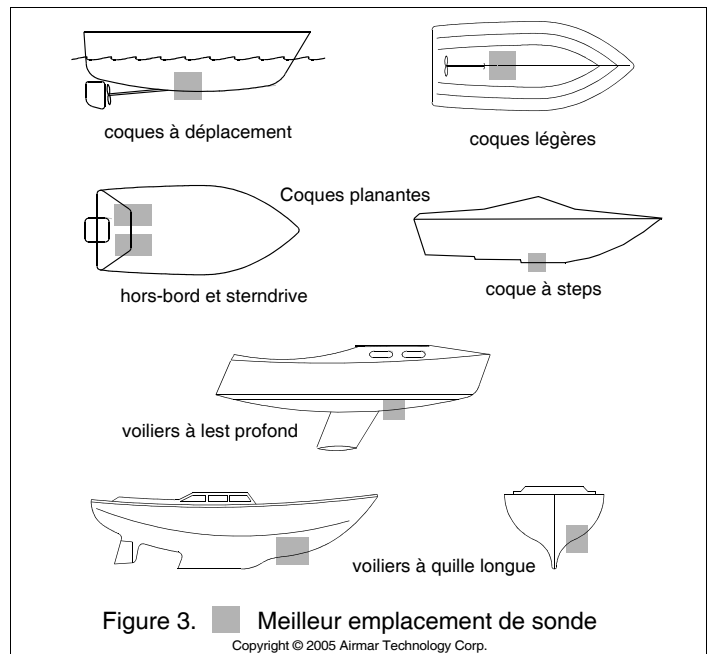 coques à déplacement
coques légères
Coques planantes
hors-bord et sterndrive
coque à steps
voiliers à lest profond
voiliers à quille longue
Figure 3. Meilleur emplacement de sonde
Copyright © 2005 Airmar Technology Corp.